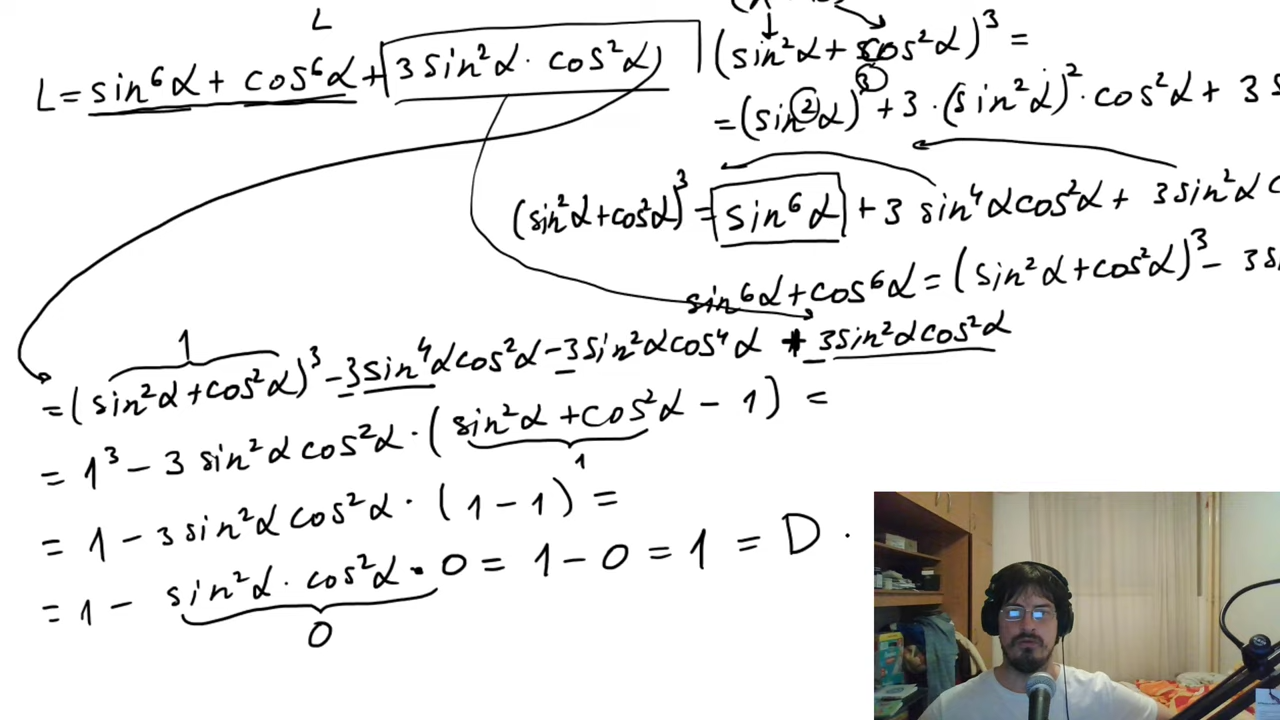 L
L = sin⁶α + cos⁶α + 3 sin²α · cos²α
(sin²α + cos²α)³ =
= (sin²α)³ + 3 · (sin²α)² · cos²α + 3
(sin²α + cos²α)³ = sin⁶α + 3 sin⁴α cos²α + 3 sin²α
sin⁶α + cos⁶α = (sin²α + cos²α)³ - 3
1
= (sin²α + cos²α)³ - 3 sin⁴α cos²α - 3 sin²α cos⁴α + 3 sin²α cos²α
= 1³ - 3 sin²α cos²α · (sin²α + cos²α - 1) =
1
= 1 - 3 sin²α cos²α · (1 - 1) =
= 1 - sin²α · cos²α · 0 = 1 - 0 = 1 = D .
0